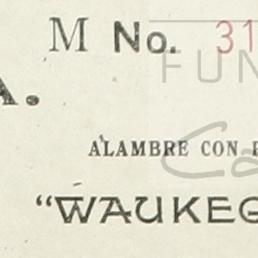 M No. 31
FUN
A.
Ca
ALAMBRE CON P
"WAUKEG